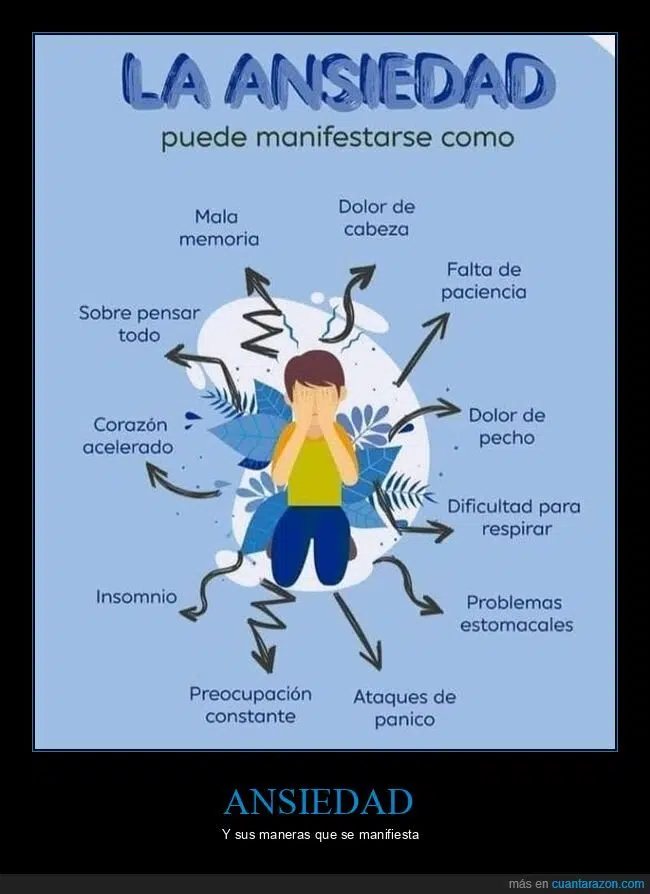 LA ANSIEDAD
puede manifestarse como
Mala
memoria
Dolor de
cabeza
Falta de
paciencia
Sobre pensar
todo
Dolor de
pecho
Corazón
acelerado
Dificultad para
respirar
Insomnio
Problemas
estomacales
Preocupación
constante
Ataques de
panico
ANSIEDAD
Y sus maneras que se manifiesta
más en cuantarazon.com